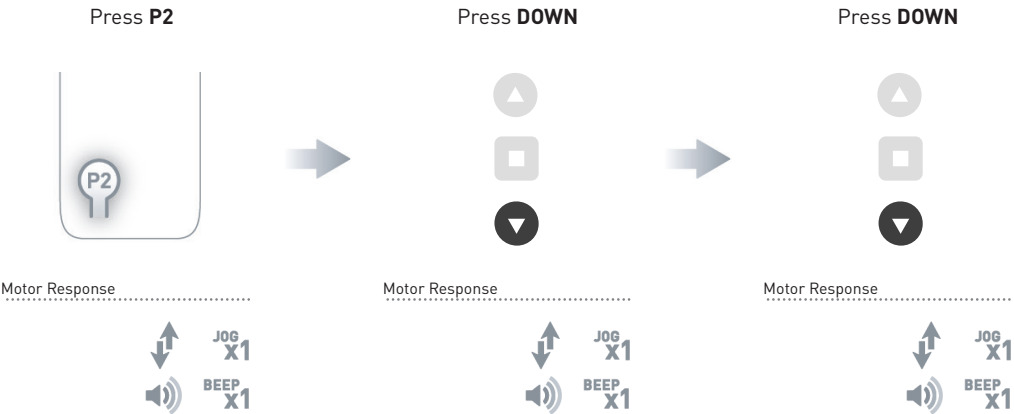 Press P2
Press DOWN
Press DOWN
P2
Motor Response
Motor Response
Motor Response
JOG
X1
JOG
X1
JOG
X1
BEEP
X1
BEEP
X1
BEEP
X1